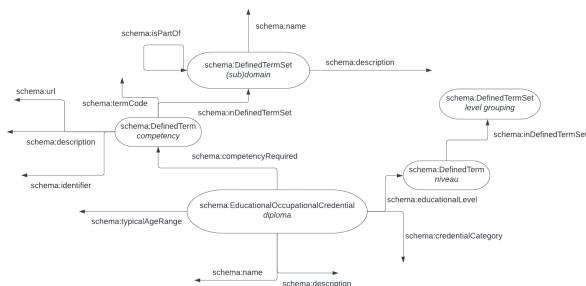 schema:name
schema:isPartOf
schema:DefinedTermSet
(sub)domain
schema:description
schema:url
schema:termCode
schema:inDefinedTermSet
schema:DefinedTermSet
level grouping
schema:DefinedTerm
competency
schema:description
schema:inDefinedTermSet
schema:competencyRequired
schema:identifier
schema:DefinedTerm
niveau
schema:EducationalOccupationalCredential
diploma
schema:educationalLevel
schema:typicalAgeRange
schema:credentialCategory
schema:name
schema:description